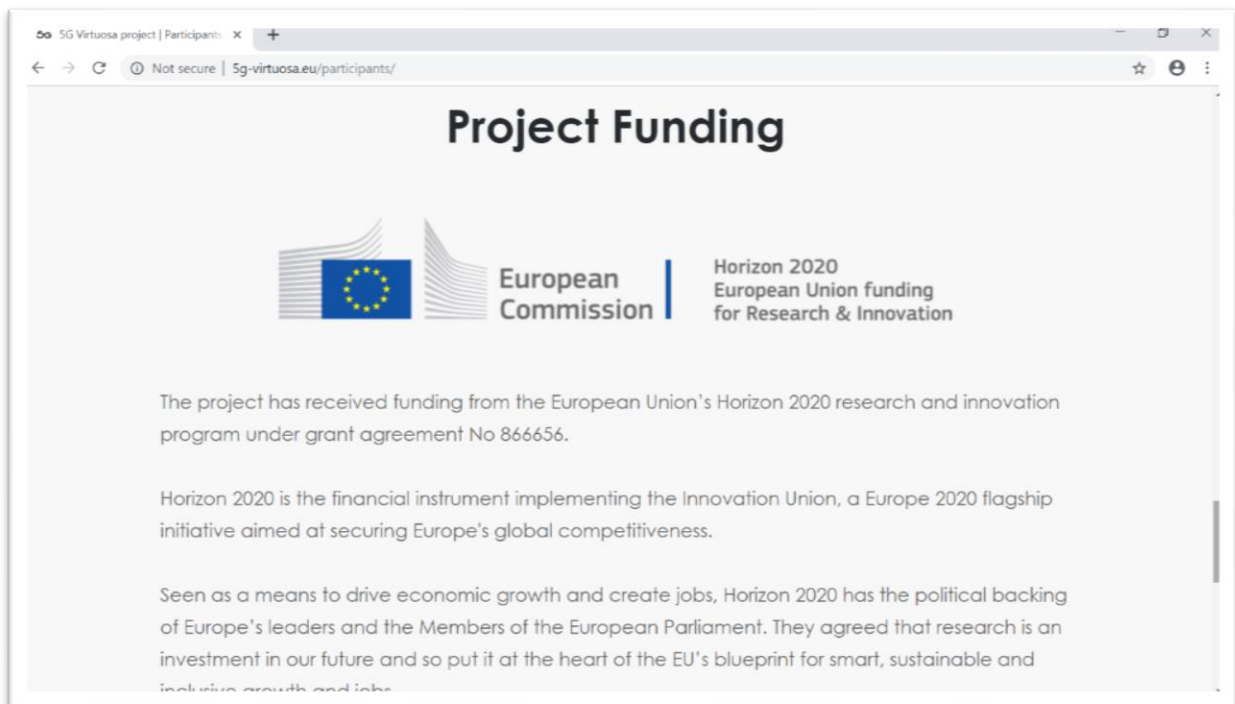 5G 5G Virtuosa project | Participants
Not secure | 5g-virtuosa.eu/participants/
Project Funding
European
Commission
Horizon 2020
European Union funding
for Research & Innovation
The project has received funding from the European Union's Horizon 2020 research and innovation
program under grant agreement No 866656.
Horizon 2020 is the financial instrument implementing the Innovation Union, a Europe 2020 flagship
initiative aimed at securing Europe's global competitiveness.
Seen as a means to drive economic growth and create jobs, Horizon 2020 has the political backing
of Europe's leaders and the Members of the European Parliament. They agreed that research is an
investment in our future and so put it at the heart of the EU's blueprint for smart, sustainable and
inclusive growth and jobs